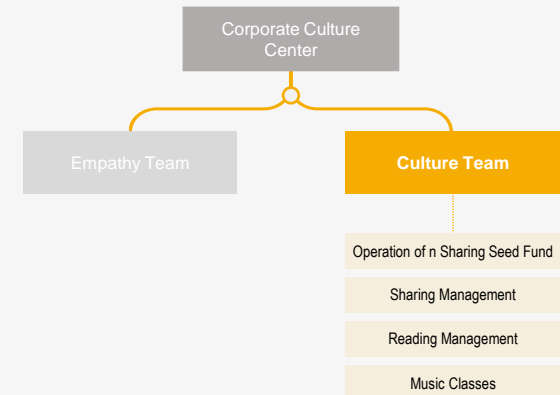 Corporate Culture
Center
Empathy Team
Culture Team
Operation of n Sharing Seed Fund
Sharing Management
Reading Management
Music Classes